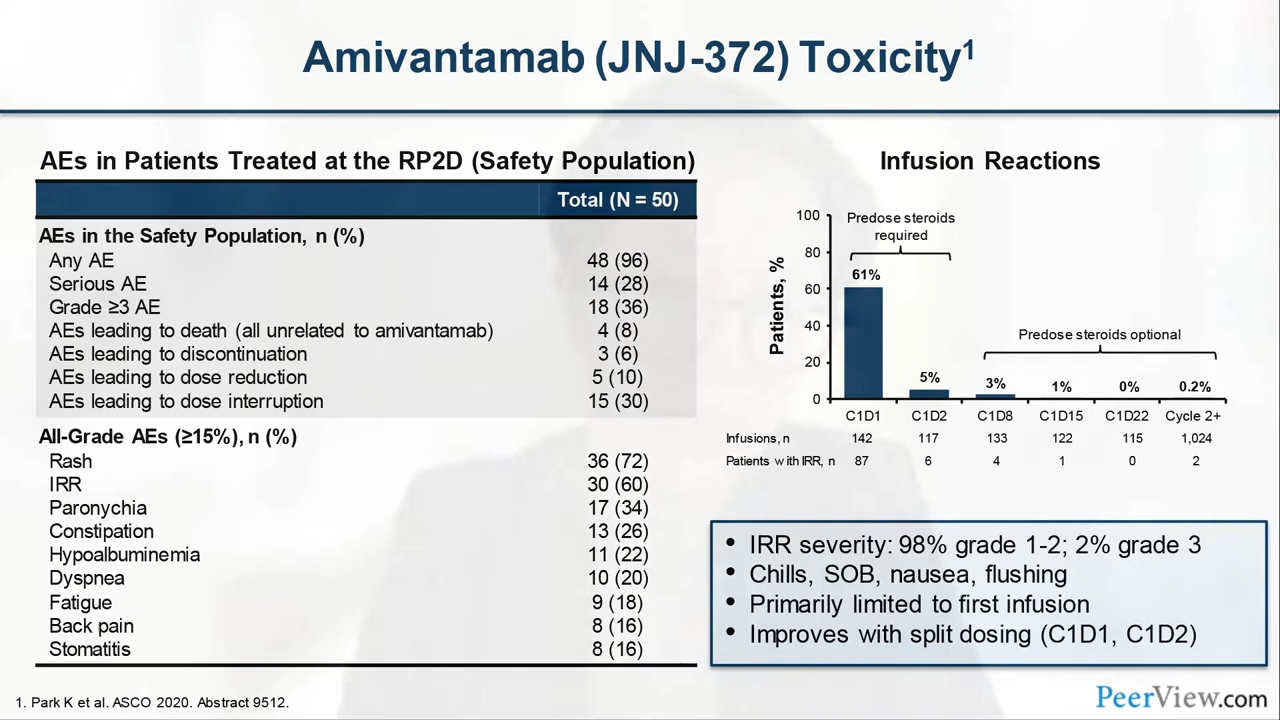 Amivantamab (JNJ-372) Toxicity1
AEs in Patients Treated at the RP2D (Safety Population)
Total (N = 50)
AEs in the Safety Population, n (%)
Any AE 48 (96)
Serious AE 14 (28)
Grade ≥3 AE 18 (36)
AEs leading to death (all unrelated to amivantamab) 4 (8)
AEs leading to discontinuation 3 (6)
AEs leading to dose reduction 5 (10)
AEs leading to dose interruption 15 (30)
All-Grade AEs (≥15%), n (%)
Rash 36 (72)
IRR 30 (60)
Paronychia 17 (34)
Constipation 13 (26)
Hypoalbuminemia 11 (22)
Dyspnea 10 (20)
Fatigue 9 (18)
Back pain 8 (16)
Stomatitis 8 (16)
Infusion Reactions
Patients, %
100
80
60
40
20
0
Predose steroids
required
Predose steroids optional
61% 5% 3% 1% 0% 0.2%
C1D1 C1D2 C1D8 C1D15 C1D22 Cycle 2+
Infusions, n 142 117 133 122 115 1,024
Patients with IRR, n 87 6 4 1 0 2
• IRR severity: 98% grade 1-2; 2% grade 3
• Chills, SOB, nausea, flushing
• Primarily limited to first infusion
• Improves with split dosing (C1D1, C1D2)
1. Park K et al. ASCO 2020. Abstract 9512.
PeerView.com